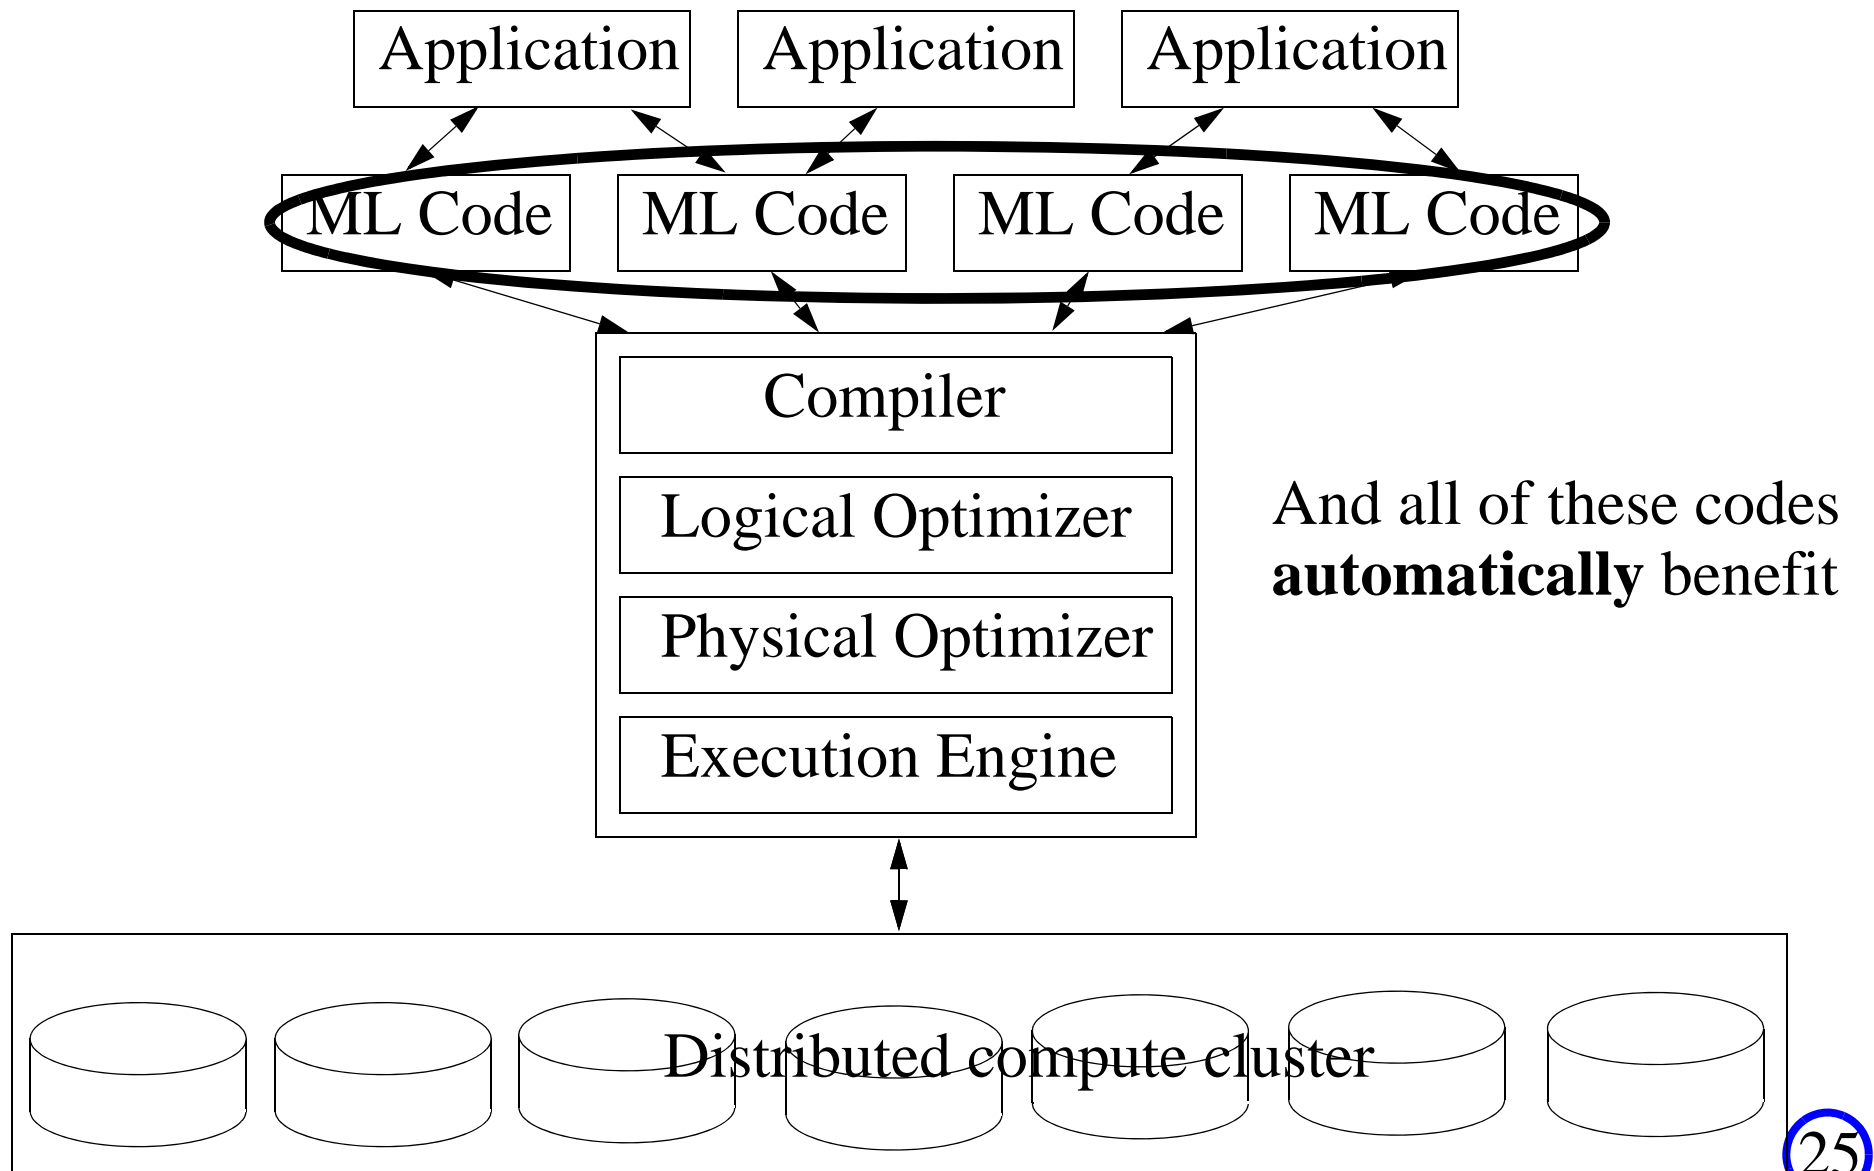 Application Application Application
ML Code ML Code ML Code ML Code
Compiler
Logical Optimizer
And all of these codes
automatically benefit
Physical Optimizer
Execution Engine
Distributed compute cluster
25